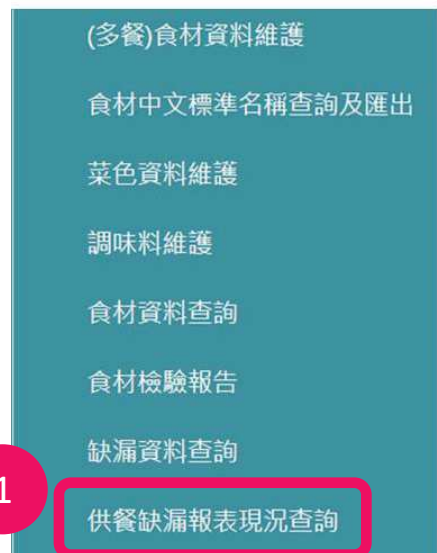 (多餐)食材資料維護
食材中文標準名稱查詢及匯出
菜色資料維護
調味料維護
食材資料查詢
食材檢驗報告
缺漏資料查詢
1
供餐缺漏報表現況查詢